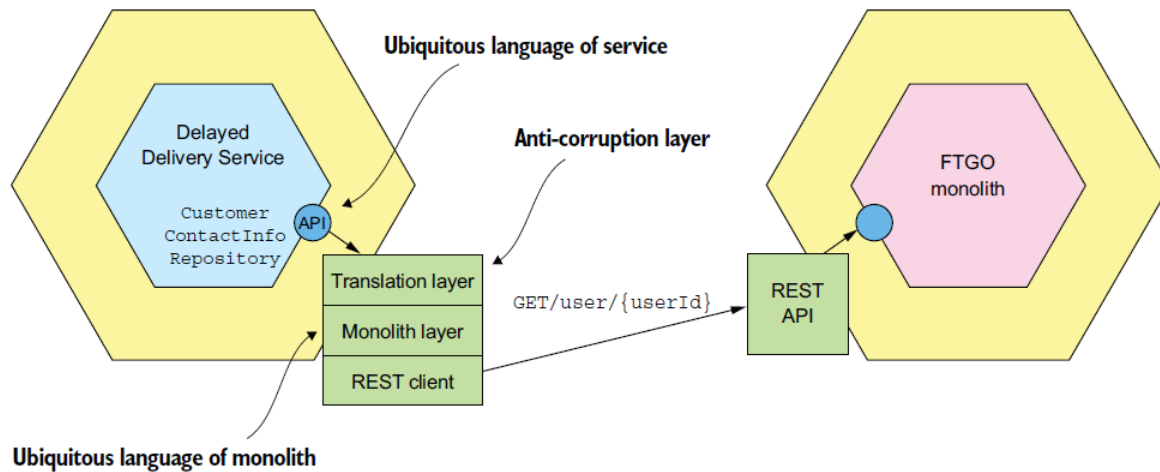 Ubiquitous language of service
Anti-corruption layer
Delayed
Delivery Service
Customer
ContactInfo
Repository
API
Translation layer
Monolith layer
REST client
GET/user/{userId}
REST
API
FTGO
monolith
Ubiquitous language of monolith